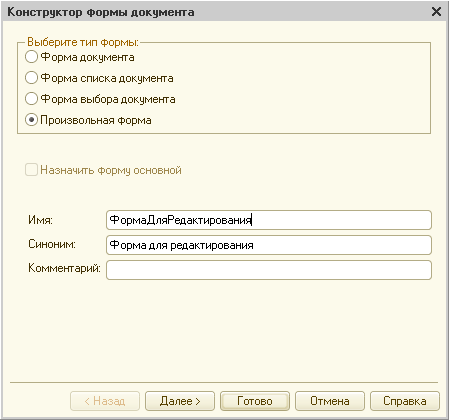 Конструктор формы документа
Выберите тип формы:
Форма документа
Форма списка документа
Форма выбора документа
Произвольная форма
Назначить форму основной
Имя: ФормаДляРедактирования
Синоним: Форма для редактирования
Комментарий:
< Назад Далее > Готово Отмена Справка